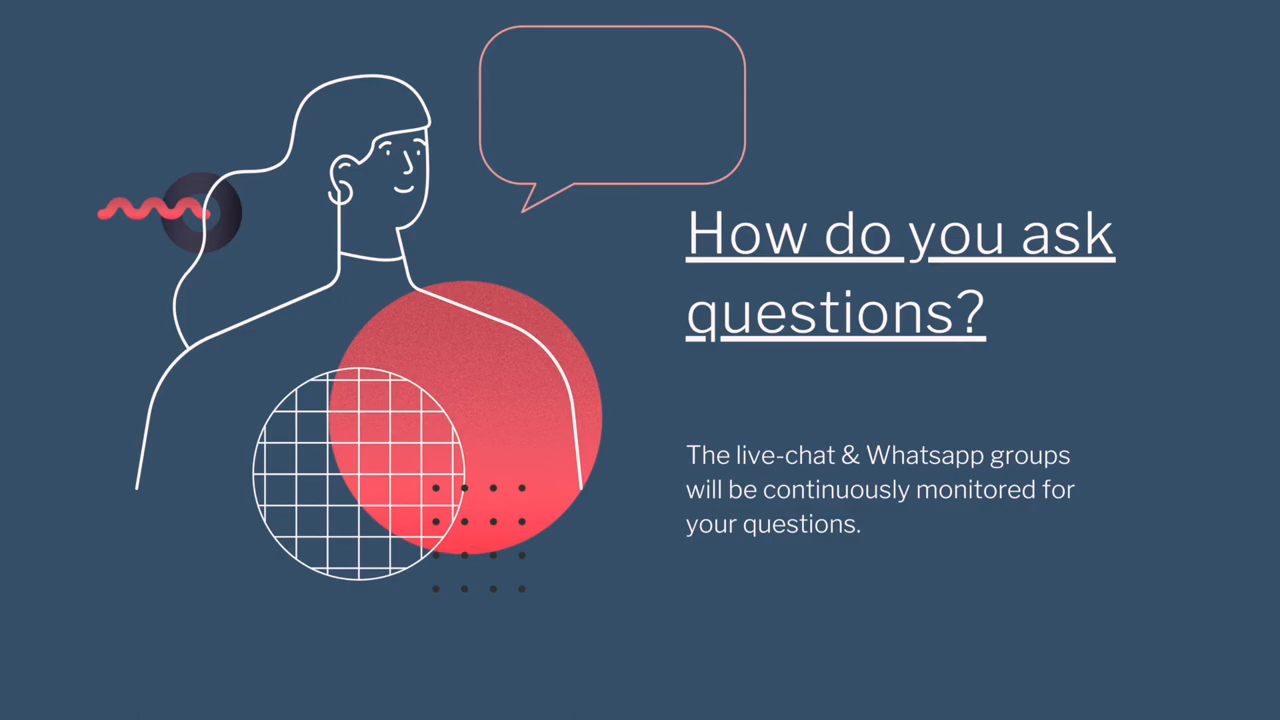 How do you ask
questions?
The live-chat & Whatsapp groups
will be continuously monitored for
your questions.